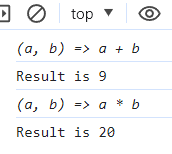 top
(a, b) => a + b
Result is 9
(a, b) => a * b
Result is 20